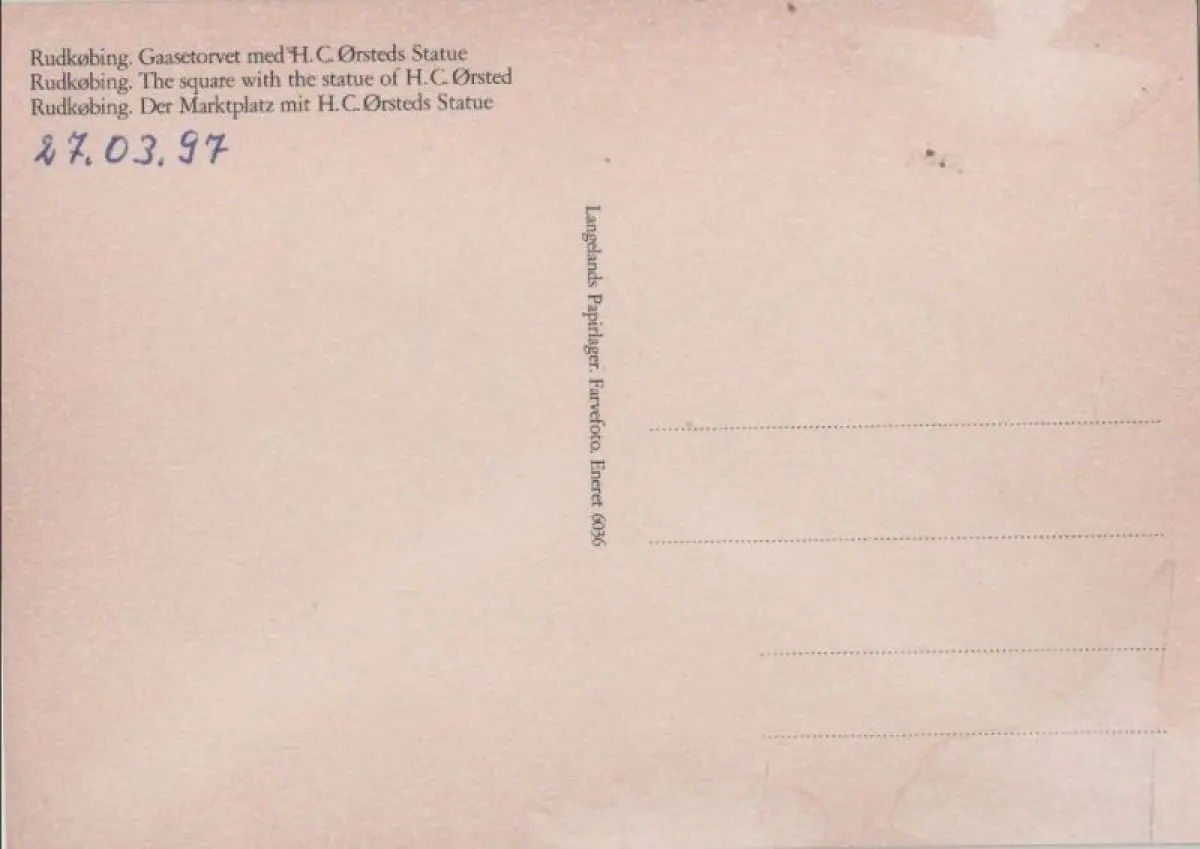 Rudkøbing. Gaasetorvet med H.C.Ørsteds Statue
Rudkøbing. The square with the statue of H.C.Ørsted
Rudkøbing. Der Marktplatz mit H.C.Ørsteds Statue
27.03.97
Langelands Papirlager. Farvefoto. Eneret 6036